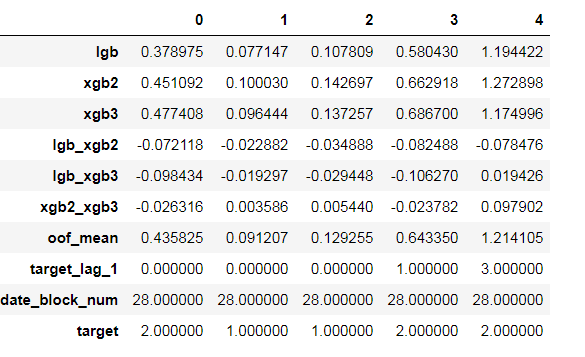 0 1 2 3 4
lgb 0.378975 0.077147 0.107809 0.580430 1.194422
xgb2 0.451092 0.100030 0.142697 0.662918 1.272898
xgb3 0.477408 0.096444 0.137257 0.686700 1.174996
lgb_xgb2 -0.072118 -0.022882 -0.034888 -0.082488 -0.078476
lgb_xgb3 -0.098434 -0.019297 -0.029448 -0.106270 0.019426
xgb2_xgb3 -0.026316 0.003586 0.005440 -0.023782 0.097902
oof_mean 0.435825 0.091207 0.129255 0.643350 1.214105
target_lag_1 0.000000 0.000000 0.000000 1.000000 3.000000
date_block_num 28.000000 28.000000 28.000000 28.000000 28.000000
target 2.000000 1.000000 1.000000 2.000000 2.000000